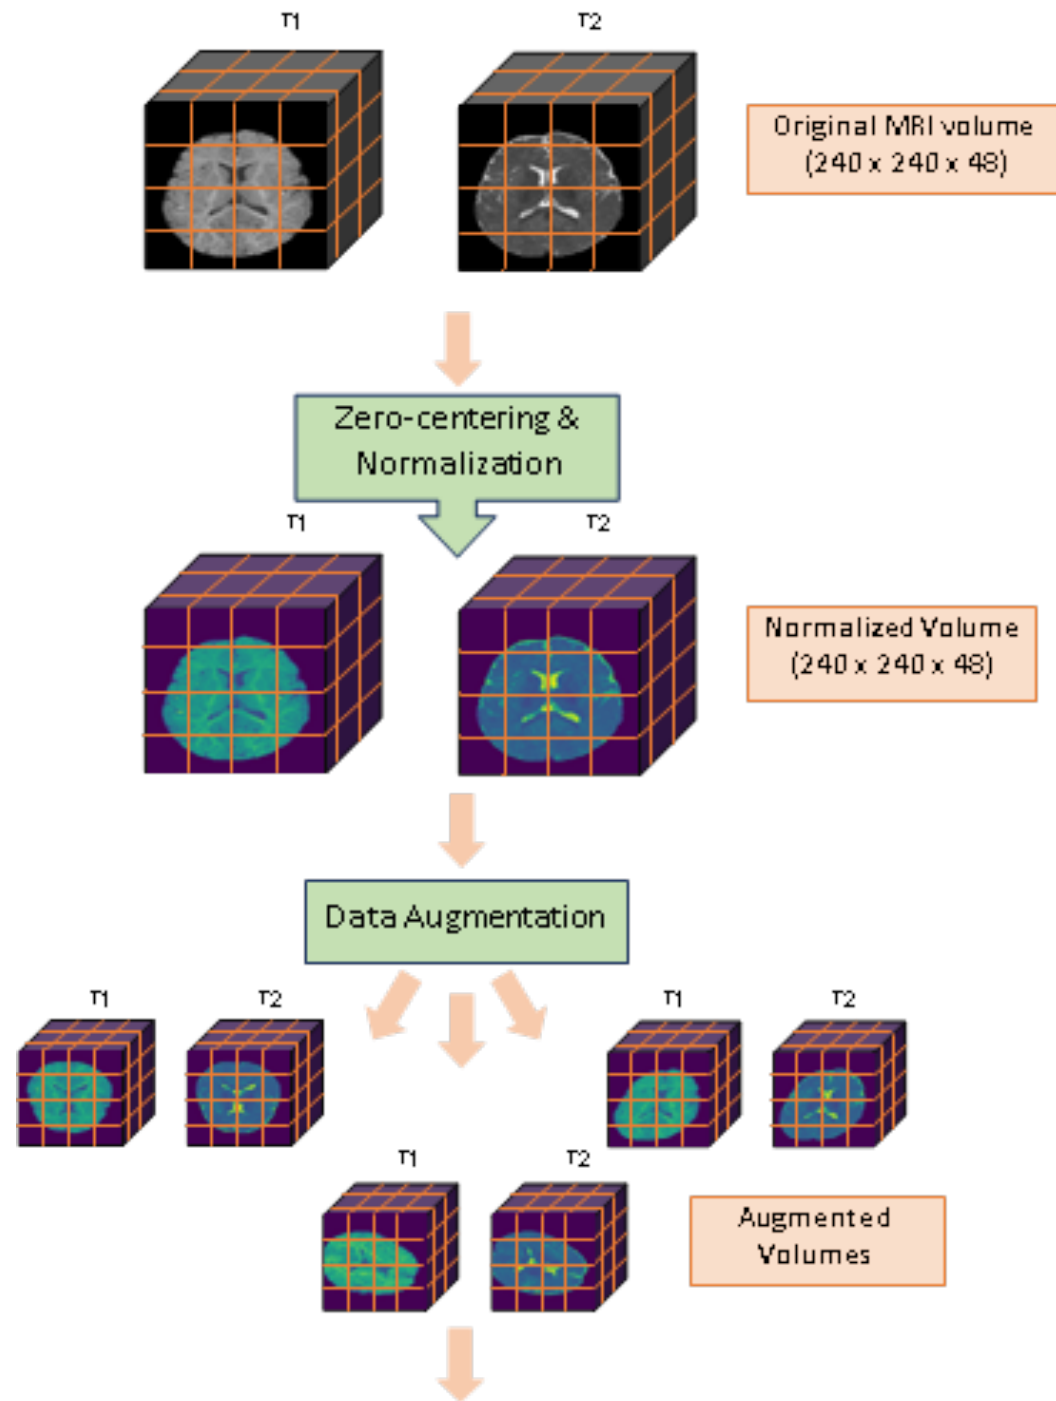 T1
T2
Original MRI volume
(240 x 240 x 48)
Zero-centering &
Normalization
T1
T2
Normalized Volume
(240 x 240 x 48)
Data Augmentation
T1
T2
T1
T2
T1
T2
Augmented
Volumes